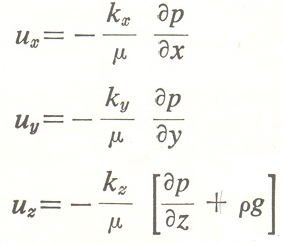 u_x = − k_x/μ ∂p/∂x
u_y = − k_y/μ ∂p/∂y
u_z = − k_z/μ [∂p/∂z + ρg]